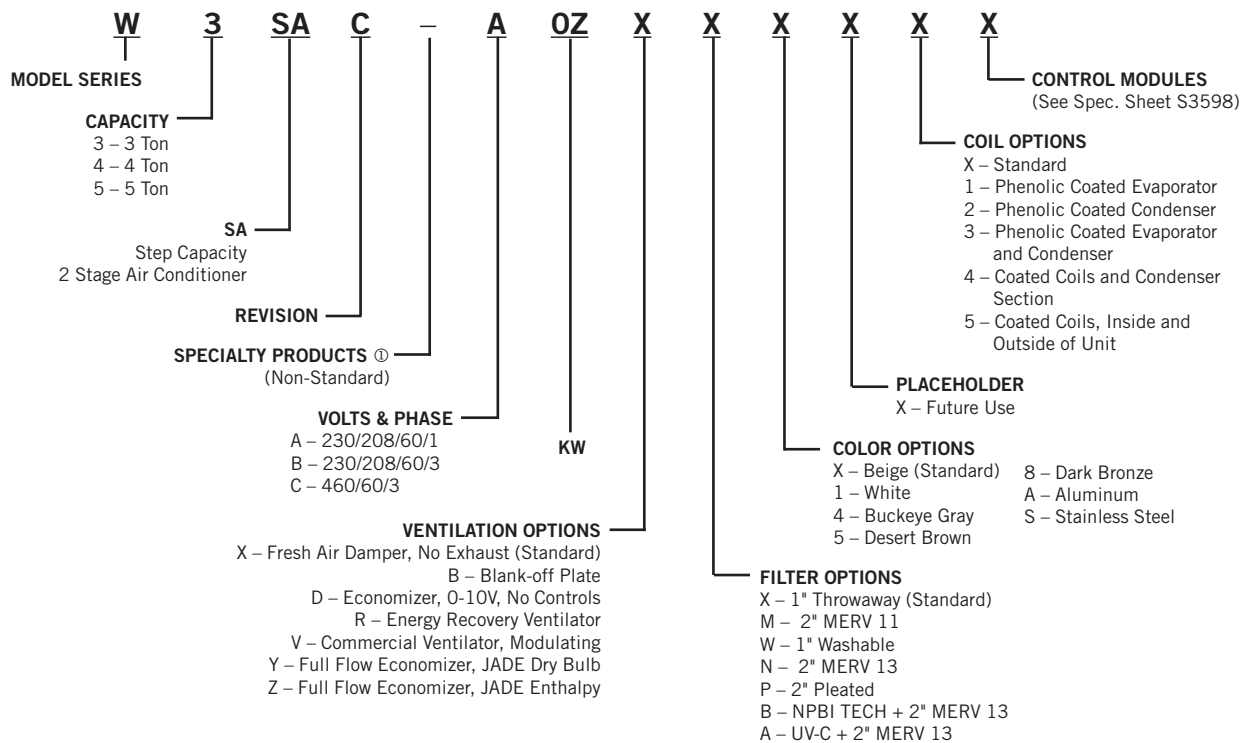 W 3 SA C – A 0Z X X X X X X
MODEL SERIES
CAPACITY
3 – 3 Ton
4 – 4 Ton
5 – 5 Ton
SA
Step Capacity
2 Stage Air Conditioner
REVISION
SPECIALTY PRODUCTS ①
(Non-Standard)
VOLTS & PHASE
A – 230/208/60/1
B – 230/208/60/3
C – 460/60/3
KW
VENTILATION OPTIONS
X – Fresh Air Damper, No Exhaust (Standard)
B – Blank-off Plate
D – Economizer, 0-10V, No Controls
R – Energy Recovery Ventilator
V – Commercial Ventilator, Modulating
Y – Full Flow Economizer, JADE Dry Bulb
Z – Full Flow Economizer, JADE Enthalpy
FILTER OPTIONS
X – 1" Throwaway (Standard)
M – 2" MERV 11
W – 1" Washable
N – 2" MERV 13
P – 2" Pleated
B – NPBI TECH + 2" MERV 13
A – UV-C + 2" MERV 13
COLOR OPTIONS
X – Beige (Standard)
1 – White
4 – Buckeye Gray
5 – Desert Brown
8 – Dark Bronze
A – Aluminum
S – Stainless Steel
PLACEHOLDER
X – Future Use
COIL OPTIONS
X – Standard
1 – Phenolic Coated Evaporator
2 – Phenolic Coated Condenser
3 – Phenolic Coated Evaporator
and Condenser
4 – Coated Coils and Condenser
Section
5 – Coated Coils, Inside and
Outside of Unit
CONTROL MODULES
(See Spec. Sheet S3598)